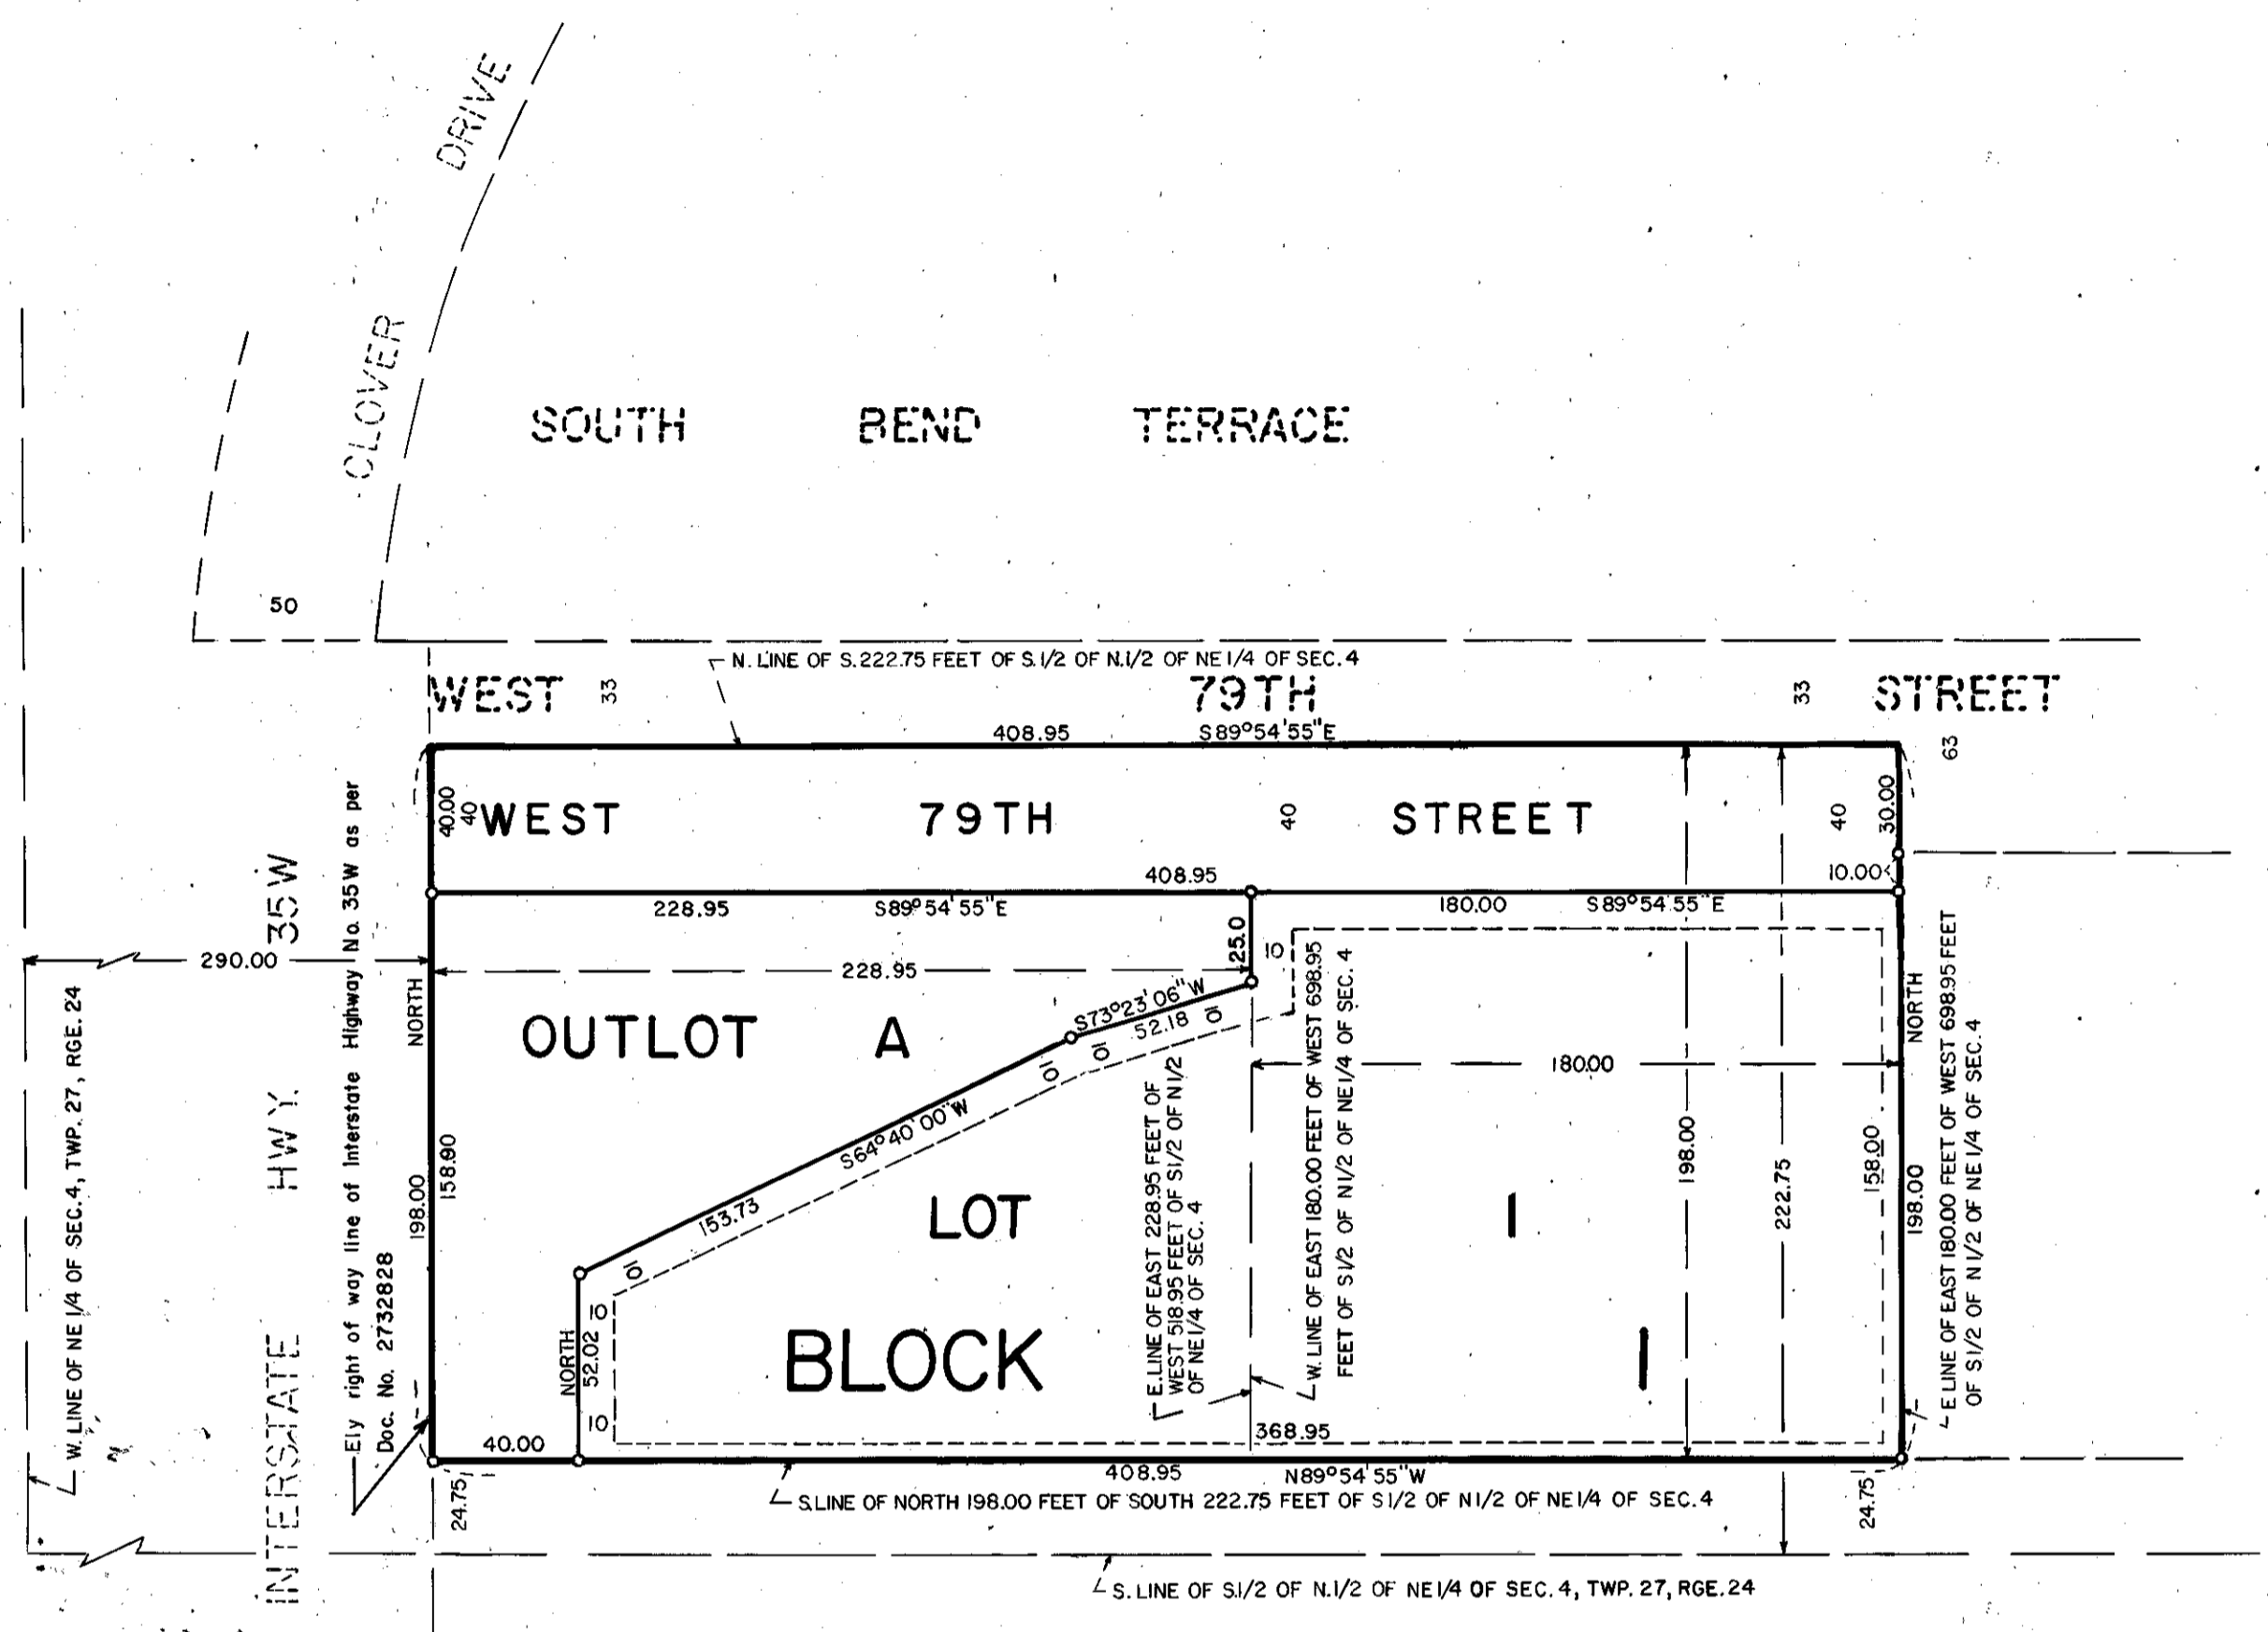 DRIVE
CLOVER
SOUTH BEND TERRACE
50
N. LINE OF S. 222.75 FEET OF S. 1/2 OF N. 1/2 OF NE 1/4 OF SEC. 4
WEST 33 79TH 33 STREET
408.95 S89°54'55"E
63
40.00
40
WEST 79TH 40 STREET
40
30.00
408.95
10.00
228.95 S89°54'55"E
180.00 S89°54'55"E
290.00
228.95
25.0
10
OUTLOT A
S73°23'06"W
52.18
10
10
10
S64°40'00"W
153.73
10
180.00
NORTH
198.00
158.90
LOT 1
BLOCK 1
NORTH
52.02
10
10
198.00
222.75
158.00
NORTH
198.00
INTERSTATE HWY. 35W
W. LINE OF NE 1/4 OF SEC. 4, TWP. 27, RGE. 24
Ely right of way line of Interstate Highway No. 35W as per
Doc. No. 2732828
E. LINE OF EAST 228.95 FEET OF
WEST 518.95 FEET OF S1/2 OF N1/2
OF NE1/4 OF SEC. 4
W. LINE OF EAST 180.00 FEET OF WEST 698.95
FEET OF S1/2 OF N1/2 OF NE1/4 OF SEC. 4
E LINE OF EAST 180.00 FEET OF WEST 698.95 FEET
OF S1/2 OF N1/2 OF NE1/4 OF SEC. 4
40.00
368.95
408.95 N89°54'55"W
24.75
24.75
S. LINE OF NORTH 198.00 FEET OF SOUTH 222.75 FEET OF S1/2 OF N1/2 OF NE1/4 OF SEC. 4
S. LINE OF S.1/2 OF N.1/2 OF NE1/4 OF SEC. 4, TWP. 27, RGE. 24